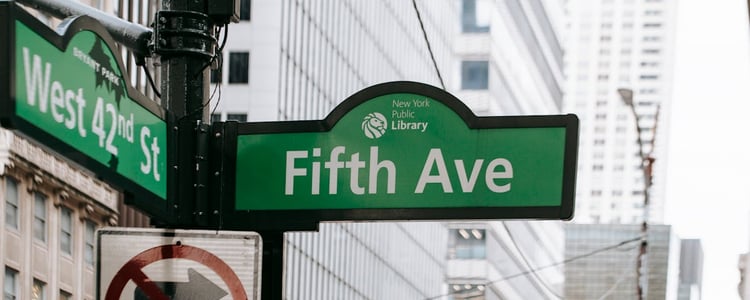 BRYANT PARK
West 42nd St
New York
Public
Library
Fifth Ave